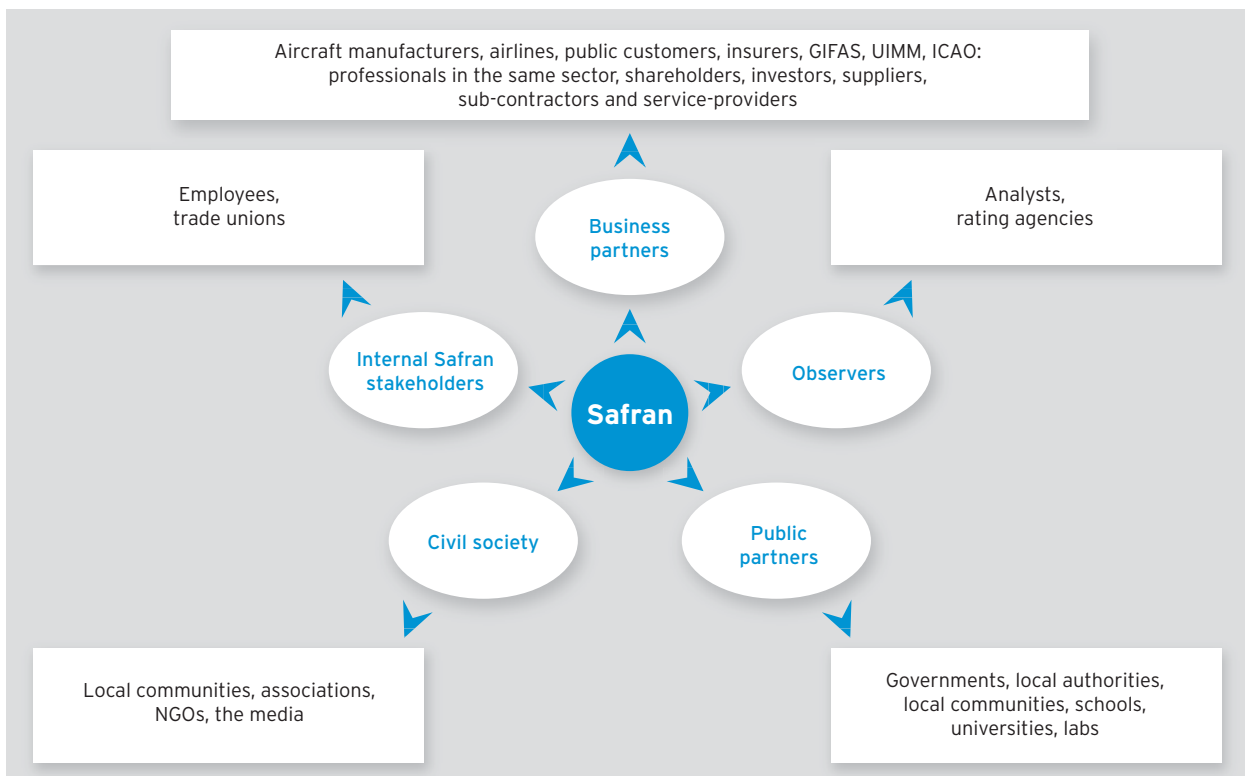 Aircraft manufacturers, airlines, public customers, insurers, GIFAS, UIMM, ICAO:
professionals in the same sector, shareholders, investors, suppliers,
sub-contractors and service-providers
Employees,
trade unions
Analysts,
rating agencies
Business
partners
Internal Safran
stakeholders
Observers
Safran
Civil society
Public
partners
Local communities, associations,
NGOs, the media
Governments, local authorities,
local communities, schools,
universities, labs